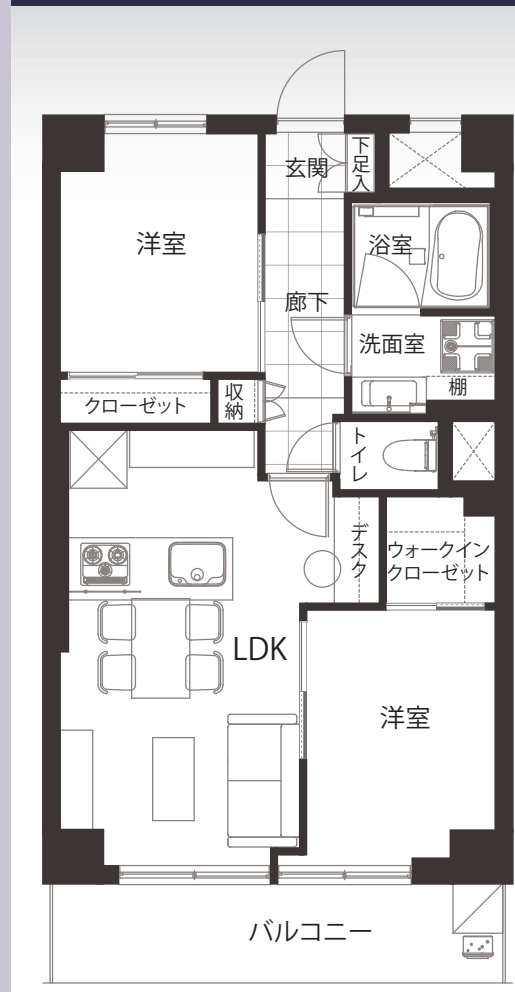 玄関
下足入
洋室
浴室
廊下
洗面室
クローゼット
収納
棚
トイレ
デスク
ウォークイン
クローゼット
LDK
洋室
バルコニー